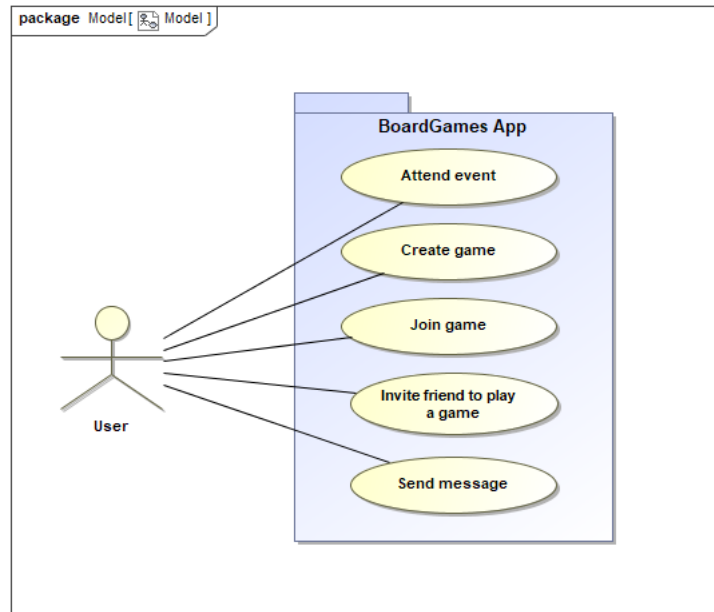 package Model[ Model ]
BoardGames App
Attend event
Create game
Join game
Invite friend to play
a game
Send message
User